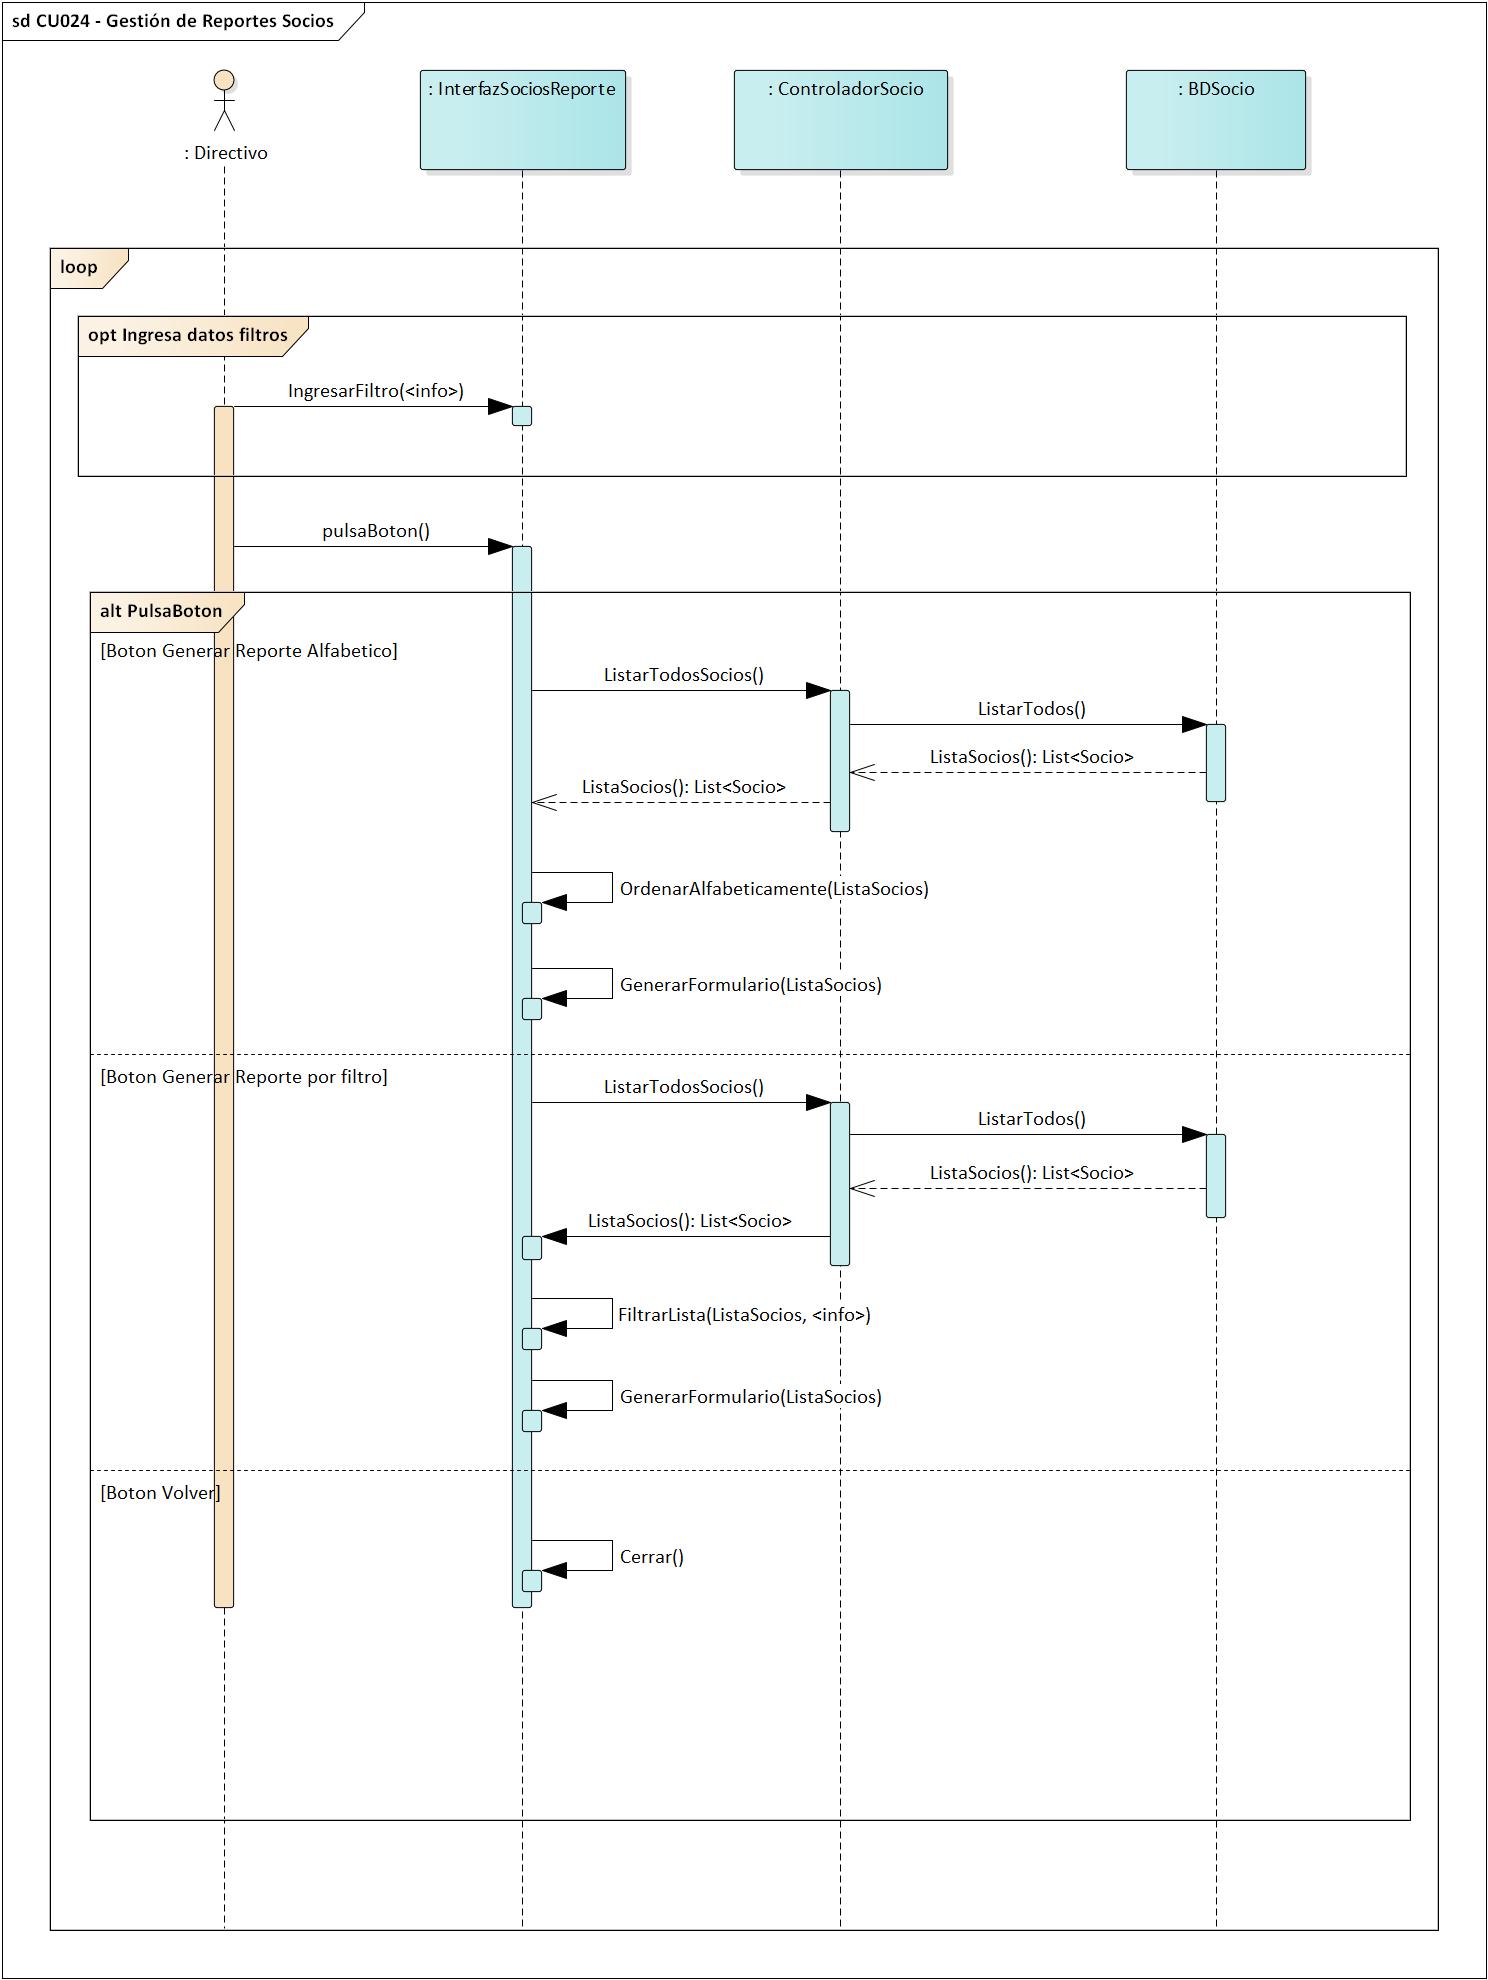 sd CU024 - Gestión de Reportes Socios
: Directivo
: InterfazSociosReporte
: ControladorSocio
: BDSocio
loop
opt Ingresa datos filtros
IngresarFiltro(<info>)
pulsaBoton()
alt PulsaBoton
[Boton Generar Reporte Alfabetico]
ListarTodosSocios()
ListarTodos()
ListaSocios(): List<Socio>
ListaSocios(): List<Socio>
OrdenarAlfabeticamente(ListaSocios)
GenerarFormulario(ListaSocios)
[Boton Generar Reporte por filtro]
ListarTodosSocios()
ListarTodos()
ListaSocios(): List<Socio>
ListaSocios(): List<Socio>
FiltrarLista(ListaSocios, <info>)
GenerarFormulario(ListaSocios)
[Boton Volver]
Cerrar()